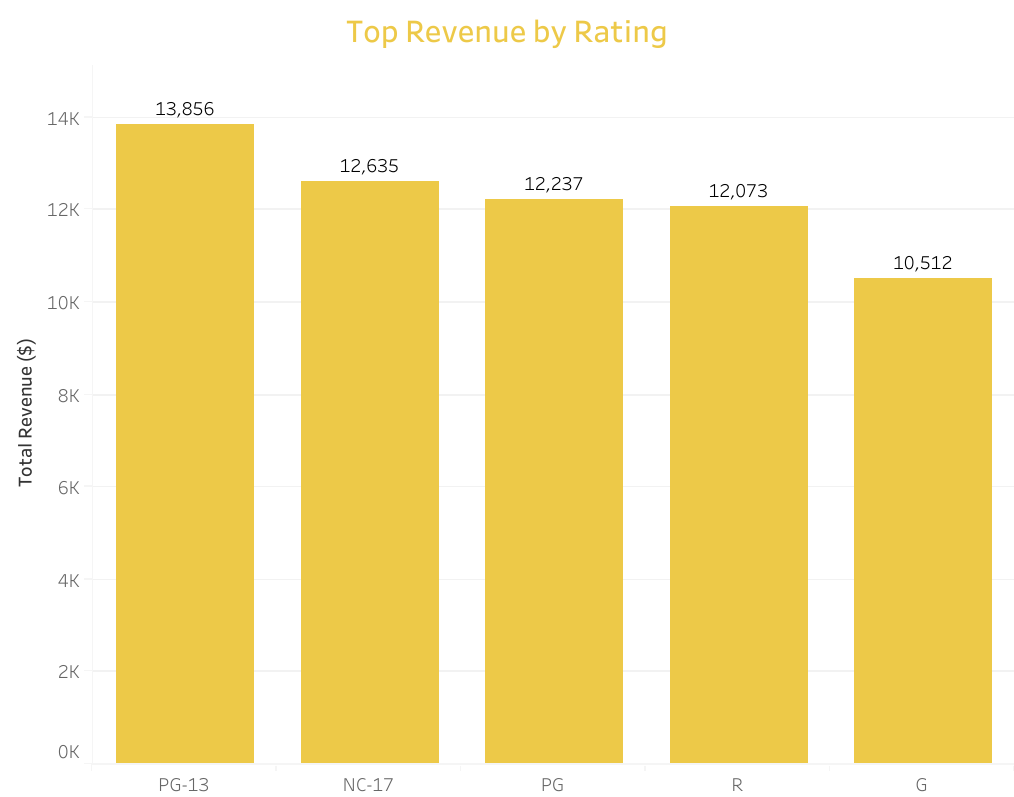 Top Revenue by Rating
Total Revenue ($)
14K
12K
10K
8K
6K
4K
2K
0K
13,856
12,635
12,237
12,073
10,512
PG-13
NC-17
PG
R
G